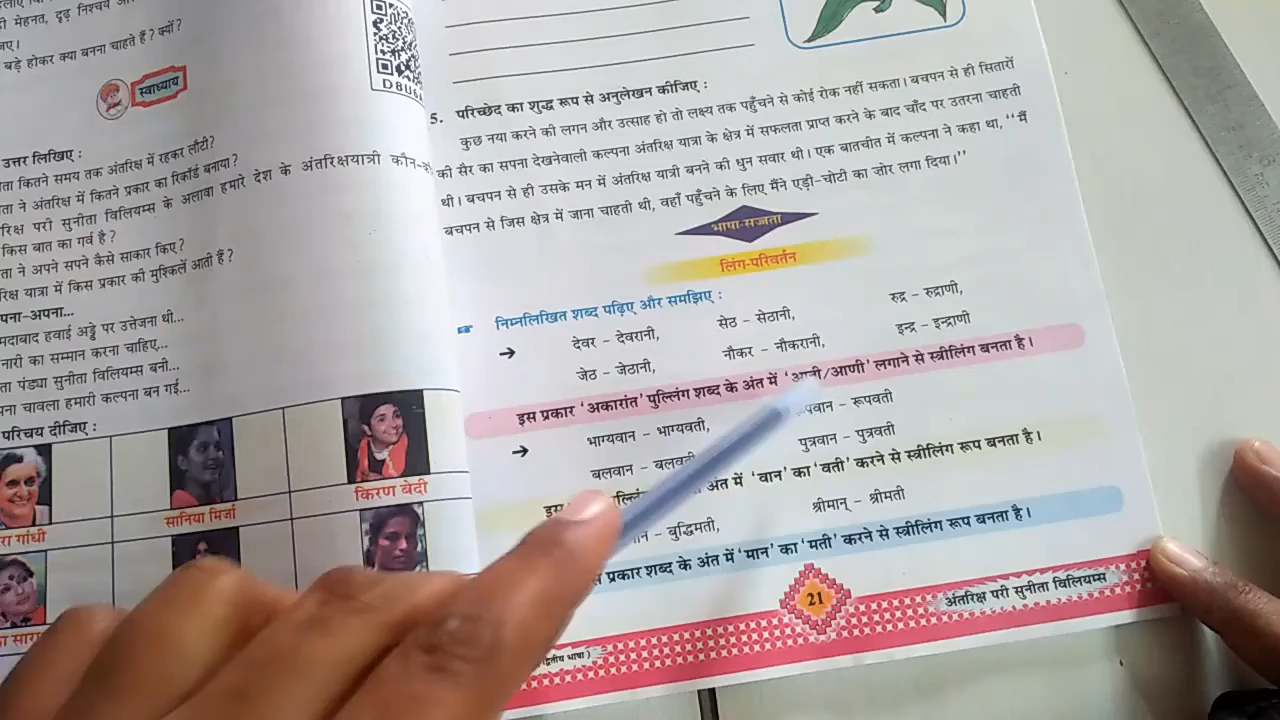 मेहनत, दृढ़ निश्चय
बड़े होकर क्या बनना चाहते हैं? क्यों?
स्वाध्याय
उत्तर लिखिए :
कितने समय तक अंतरिक्ष में रहकर लौटी?
ने अंतरिक्ष में कितने प्रकार का रिकॉर्ड बनाया?
परी सुनीता विलियम्स के अलावा हमारे देश के अंतरिक्षयात्री
किस बात का गर्व है?
ने अपने सपने कैसे साकार किए?
यात्रा में किस प्रकार की मुश्किलें आती हैं?
हवाई अड्डे पर उत्तेजना थी...
नारी का सम्मान करना चाहिए...
पंड्या सुनीता विलियम्स बनी...
चावला हमारी कल्पना बन गई...
परिचय दीजिए :
गांधी
सानिया मिर्जा
किरण बेदी
5. परिच्छेद का शुद्ध रूप से अनुलेखन कीजिए :
कुछ नया करने की लगन और उत्साह हो तो लक्ष्य तक पहुँचने से कोई रोक नहीं सकता। बचपन से ही सितारों
की सैर का सपना देखनेवाली कल्पना अंतरिक्ष यात्रा के क्षेत्र में सफलता प्राप्त करने के बाद चाँद पर उतरना चाहती
थी। बचपन से ही उसके मन में अंतरिक्ष यात्री बनने की धुन सवार थी। एक बातचीत में कल्पना ने कहा था, “मैं
बचपन से जिस क्षेत्र में जाना चाहती थी, वहाँ पहुँचने के लिए मैंने एड़ी-चोटी का ज़ोर लगा दिया।”
भाषा-सज्जता
लिंग-परिवर्तन
निम्नलिखित शब्द पढ़िए और समझिए :
→ देवर – देवरानी, सेठ – सेठानी, रुद्र – रुद्राणी,
जेठ – जेठानी, नौकर – नौकरानी, इन्द्र – इन्द्राणी
इस प्रकार ‘अकारांत’ पुल्लिंग शब्द के अंत में ‘आनी/आणी’ लगाने से स्त्रीलिंग बनता है।
→ भाग्यवान – भाग्यवती, – रूपवती
बलवान – पुत्रवान – पुत्रवती
अंत में ‘वान’ का ‘वती’ करने से स्त्रीलिंग रूप बनता है।
– बुद्धिमती, श्रीमान् – श्रीमती
प्रकार शब्द के अंत में ‘मान’ का ‘मती’ करने से स्त्रीलिंग रूप बनता है।
21
अंतरिक्ष परी सुनीता विलियम्स